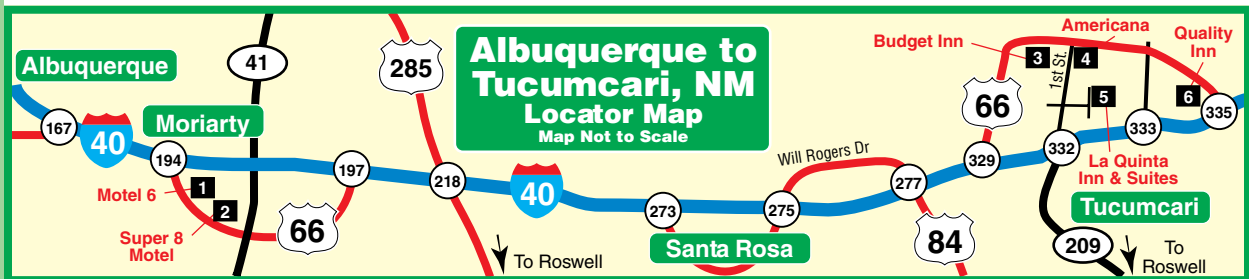 Albuquerque to
Tucumcari, NM
Locator Map
Map Not to Scale
Albuquerque
167
40
Moriarty
194
41
Motel 6
1
2
Super 8
Motel
66
197
285
218
To Roswell
40
273
Santa Rosa
275
Will Rogers Dr
277
84
329
66
Budget Inn
3
1st St.
4
Americana
Quality
Inn
5
6
335
333
332
La Quinta
Inn & Suites
Tucumcari
209
To
Roswell